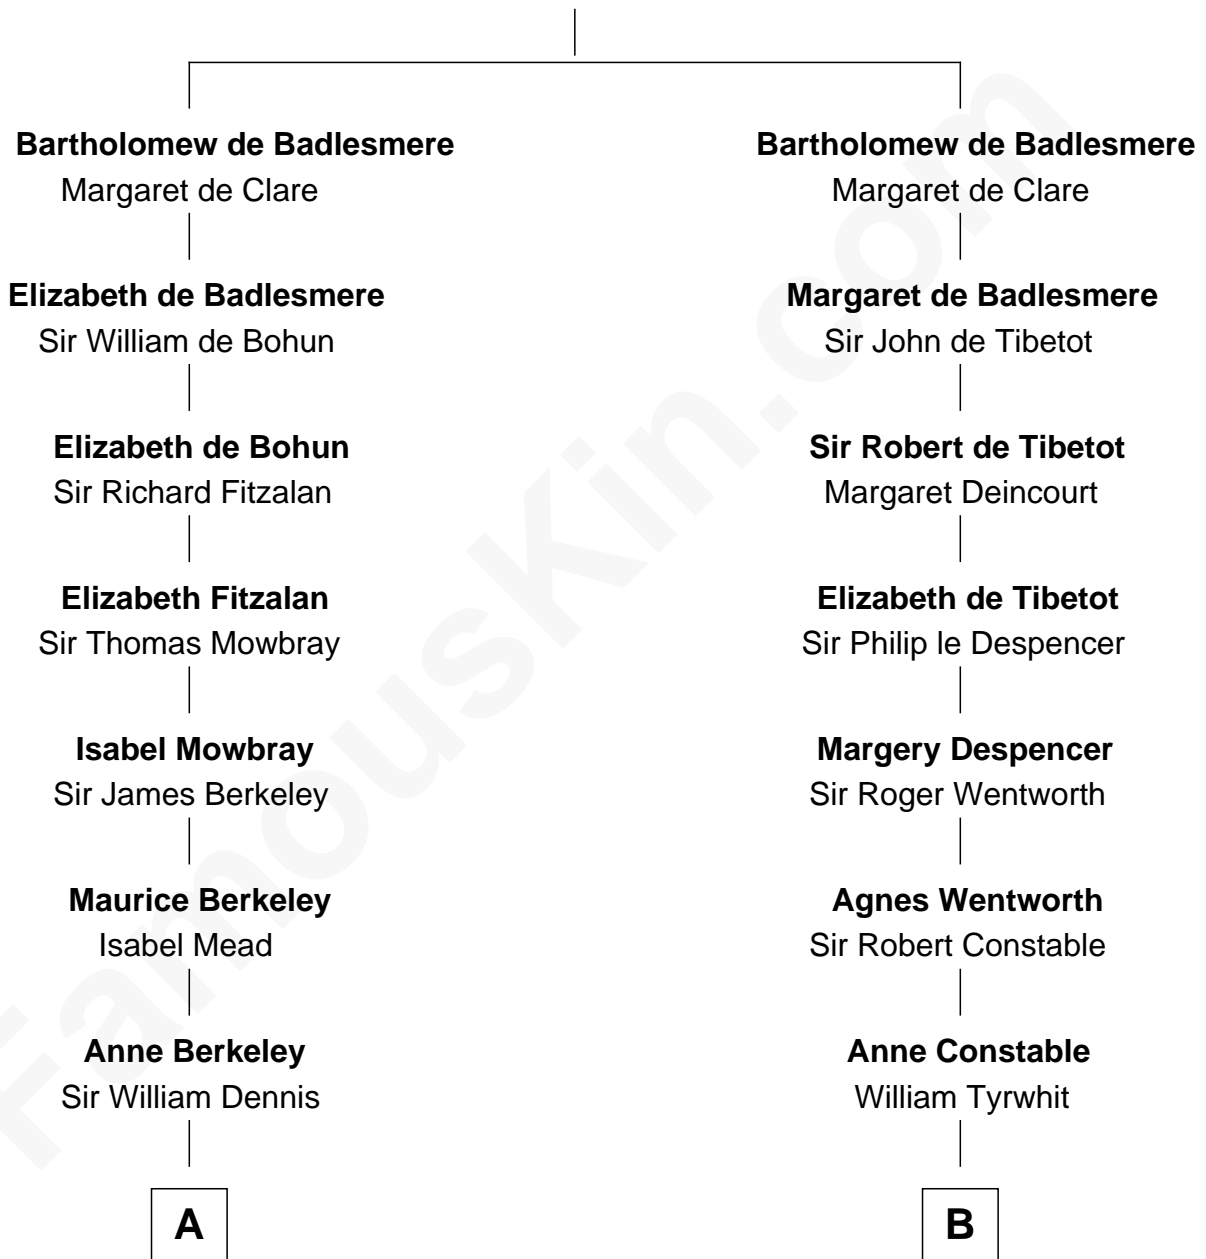 Bartholomew de Badlesmere
Margaret de Clare
Elizabeth de Badlesmere
Sir William de Bohun
Elizabeth de Bohun
Sir Richard Fitzalan
Elizabeth Fitzalan
Sir Thomas Mowbray
Isabel Mowbray
Sir James Berkeley
Maurice Berkeley
Isabel Mead
Anne Berkeley
Sir William Dennis
A
Bartholomew de Badlesmere
Margaret de Clare
Margaret de Badlesmere
Sir John de Tibetot
Sir Robert de Tibetot
Margaret Deincourt
Elizabeth de Tibetot
Sir Philip le Despencer
Margery Despencer
Sir Roger Wentworth
Agnes Wentworth
Sir Robert Constable
Anne Constable
William Tyrwhit
B
FamousKin.com